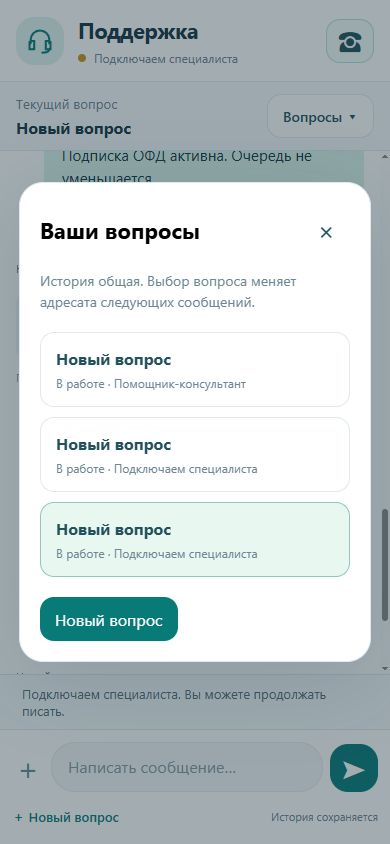 Поддержка
Подключаем специалиста
Текущий вопрос
Новый вопрос
Вопросы ▼
Подписка ОФД активна. Очередь не
уменьшается
Ваши вопросы
×
История общая. Выбор вопроса меняет
адресата следующих сообщений.
Новый вопрос
В работе · Помощник-консультант
Новый вопрос
В работе · Подключаем специалиста
Новый вопрос
В работе · Подключаем специалиста
Новый вопрос
Подключаем специалиста. Вы можете продолжать
писать.
+
Написать сообщение...
+ Новый вопрос
История сохраняется